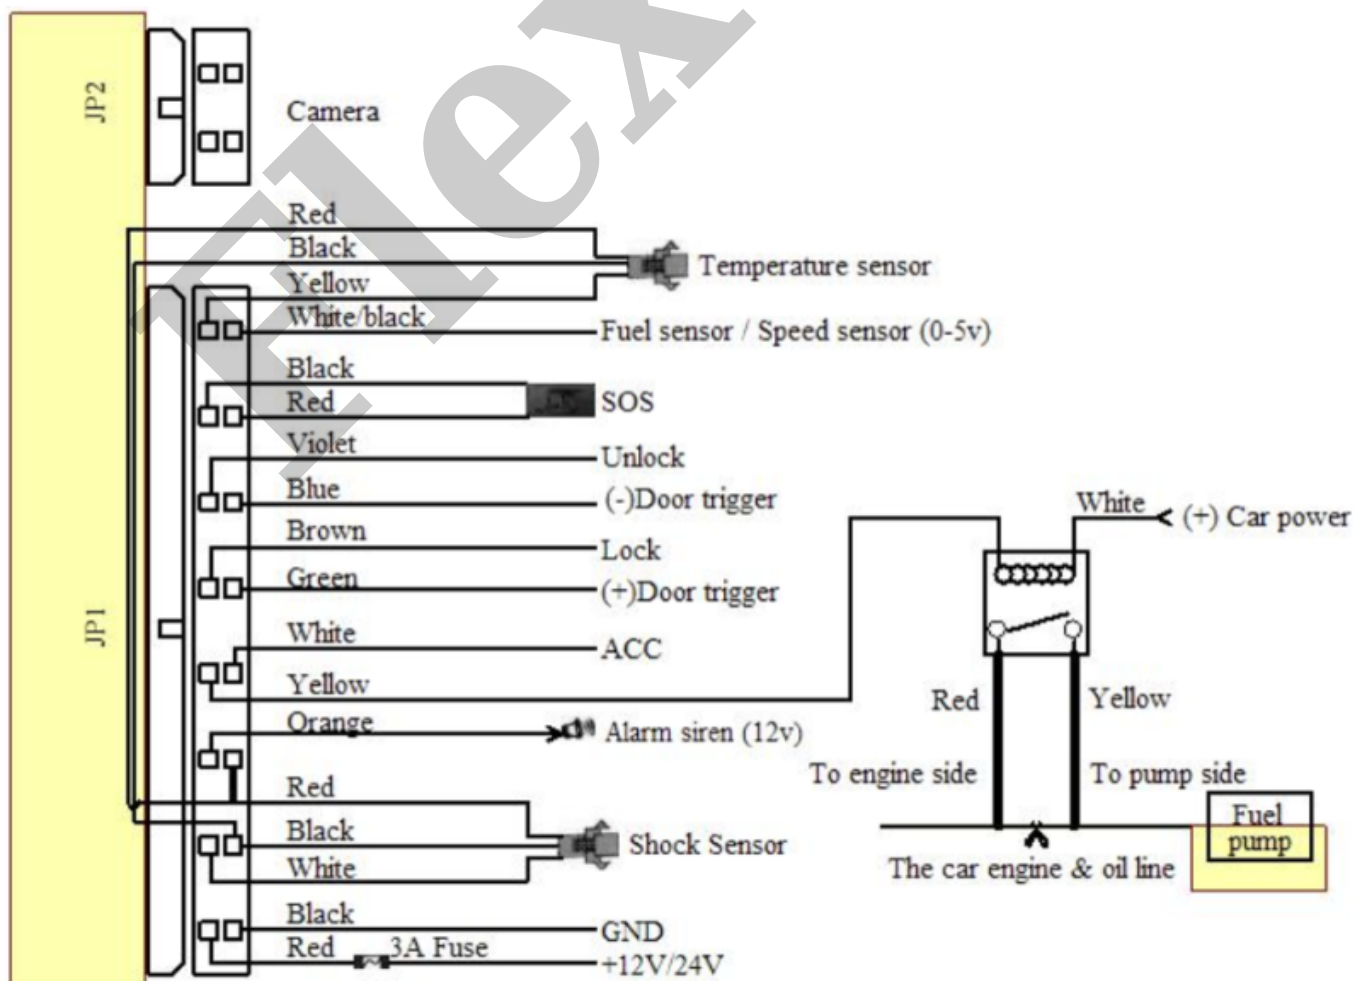 JP2
Camera
Flex
Red
Black
Temperature sensor
Yellow
White/black
Fuel sensor / Speed sensor (0-5v)
Black
Red
SOS
Violet
Unlock
Blue
(-)Door trigger
White
(+) Car power
Brown
Lock
Green
(+)Door trigger
JP1
White
ACC
Yellow
Red
Yellow
Orange
Alarm siren (12v)
To engine side
To pump side
Red
Fuel
pump
Black
Shock Sensor
White
The car engine & oil line
Black
GND
Red
3A Fuse
+12V/24V